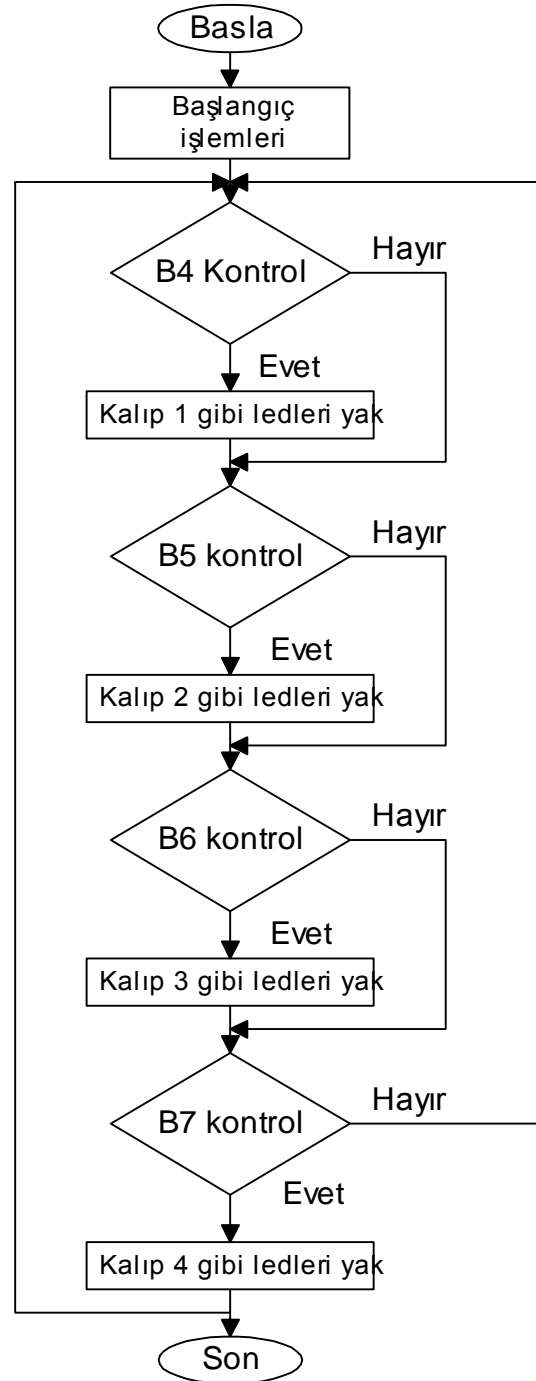 Basla
Başlangıç
işlemleri
B4 Kontrol
Hayır
Evet
Kalıp 1 gibi ledleri yak
B5 kontrol
Hayır
Evet
Kalıp 2 gibi ledleri yak
B6 kontrol
Hayır
Evet
Kalıp 3 gibi ledleri yak
B7 kontrol
Hayır
Evet
Kalıp 4 gibi ledleri yak
Son